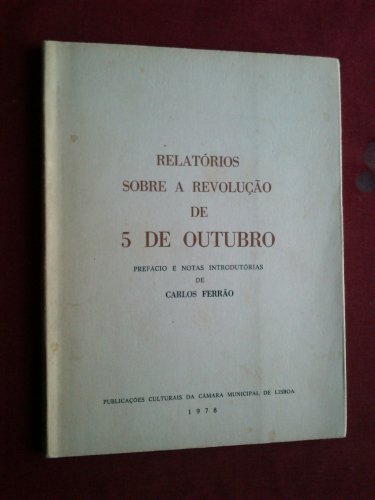 RELATÓRIOS
SOBRE A REVOLUÇÃO
DE
5 DE OUTUBRO
PREFÁCIO E NOTAS INTRODUTÓRIAS
DE
CARLOS FERRÃO
PUBLICAÇÕES CULTURAIS DA CÂMARA MUNICIPAL DE LISBOA
1978